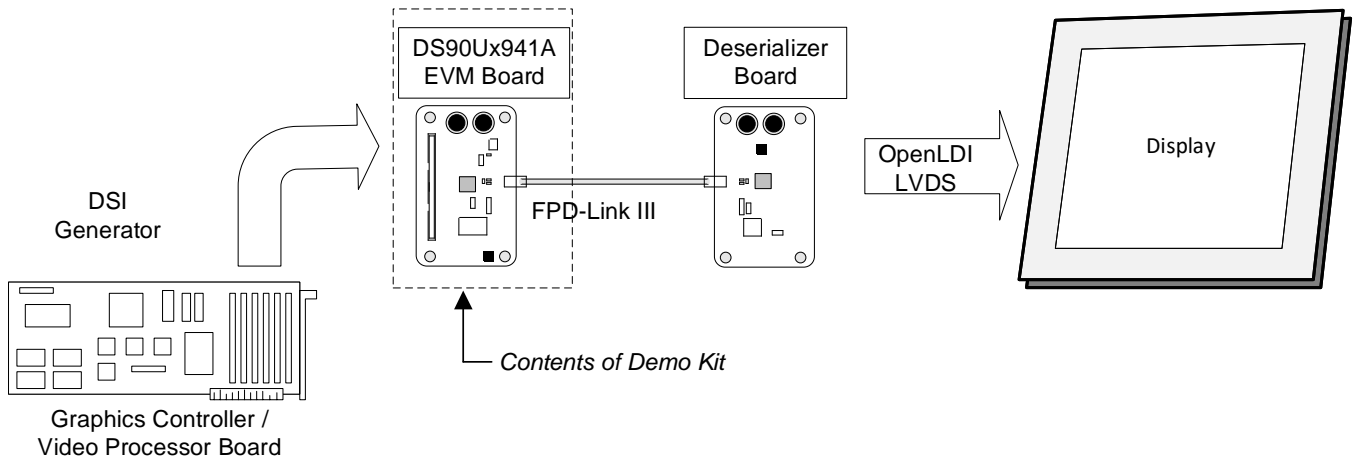 DS90Ux941A
EVM Board
Deserializer
Board
DSI
Generator
FPD-Link III
OpenLDI
LVDS
Display
Contents of Demo Kit
Graphics Controller /
Video Processor Board